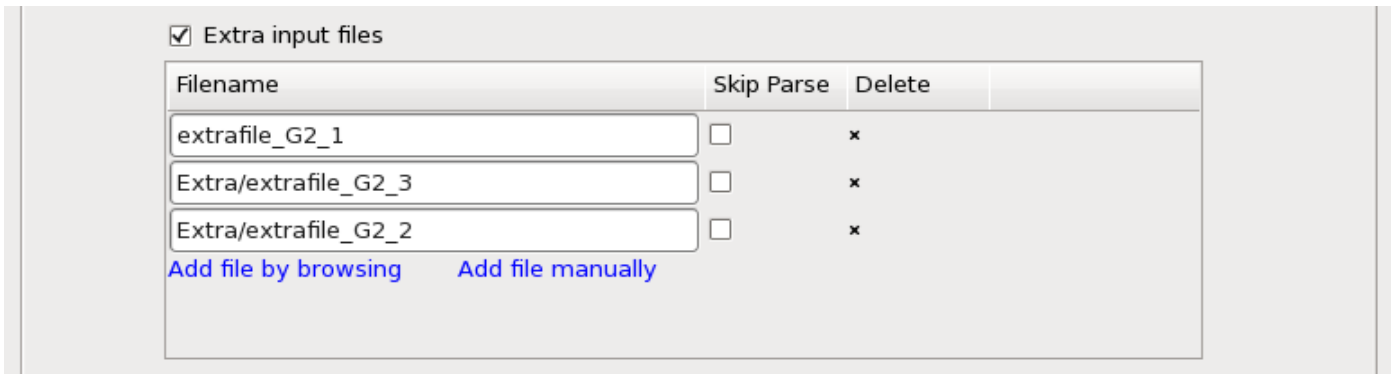 Extra input files
Filename Skip Parse Delete
extrafile_G2_1
Extra/extrafile_G2_3
Extra/extrafile_G2_2
Add file by browsing Add file manually